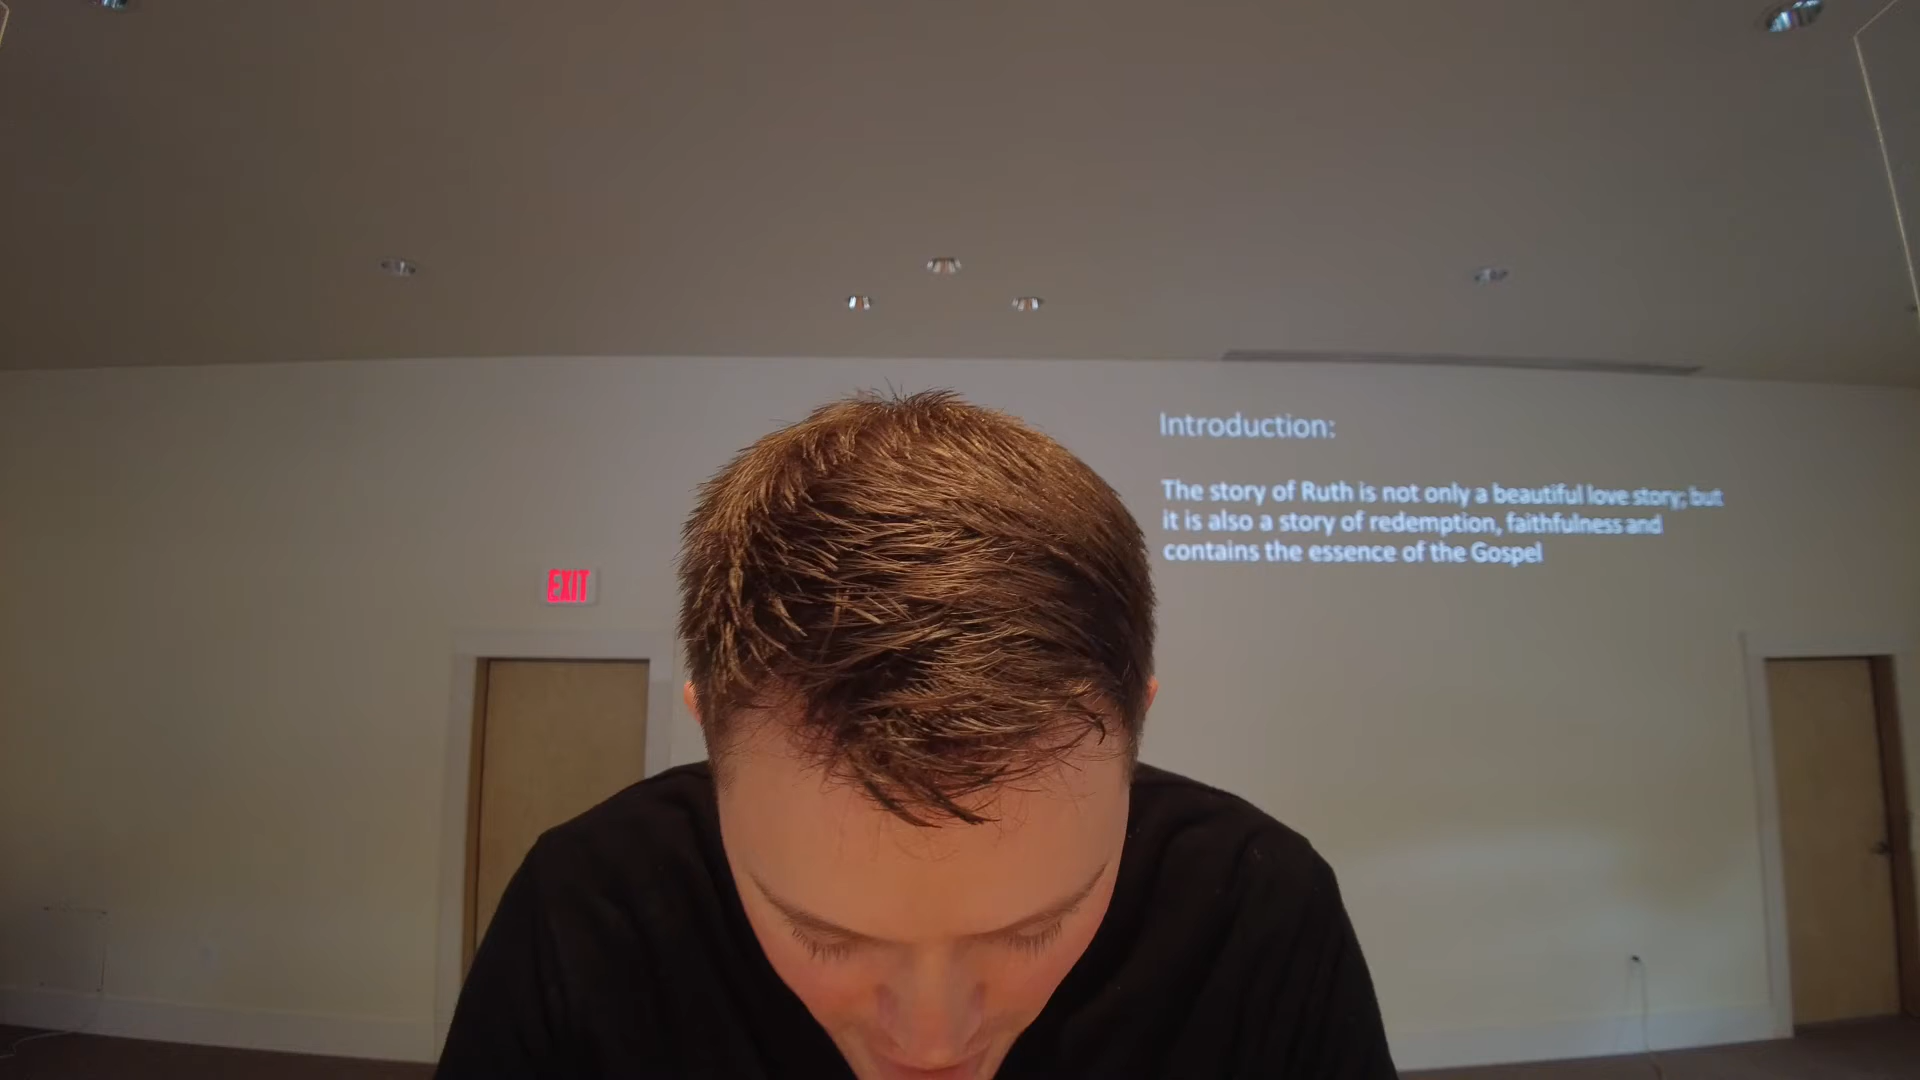 Introduction:
The story of Ruth is not only a beautiful love story; but
it is also a story of redemption, faithfulness and
contains the essence of the Gospel
EXIT